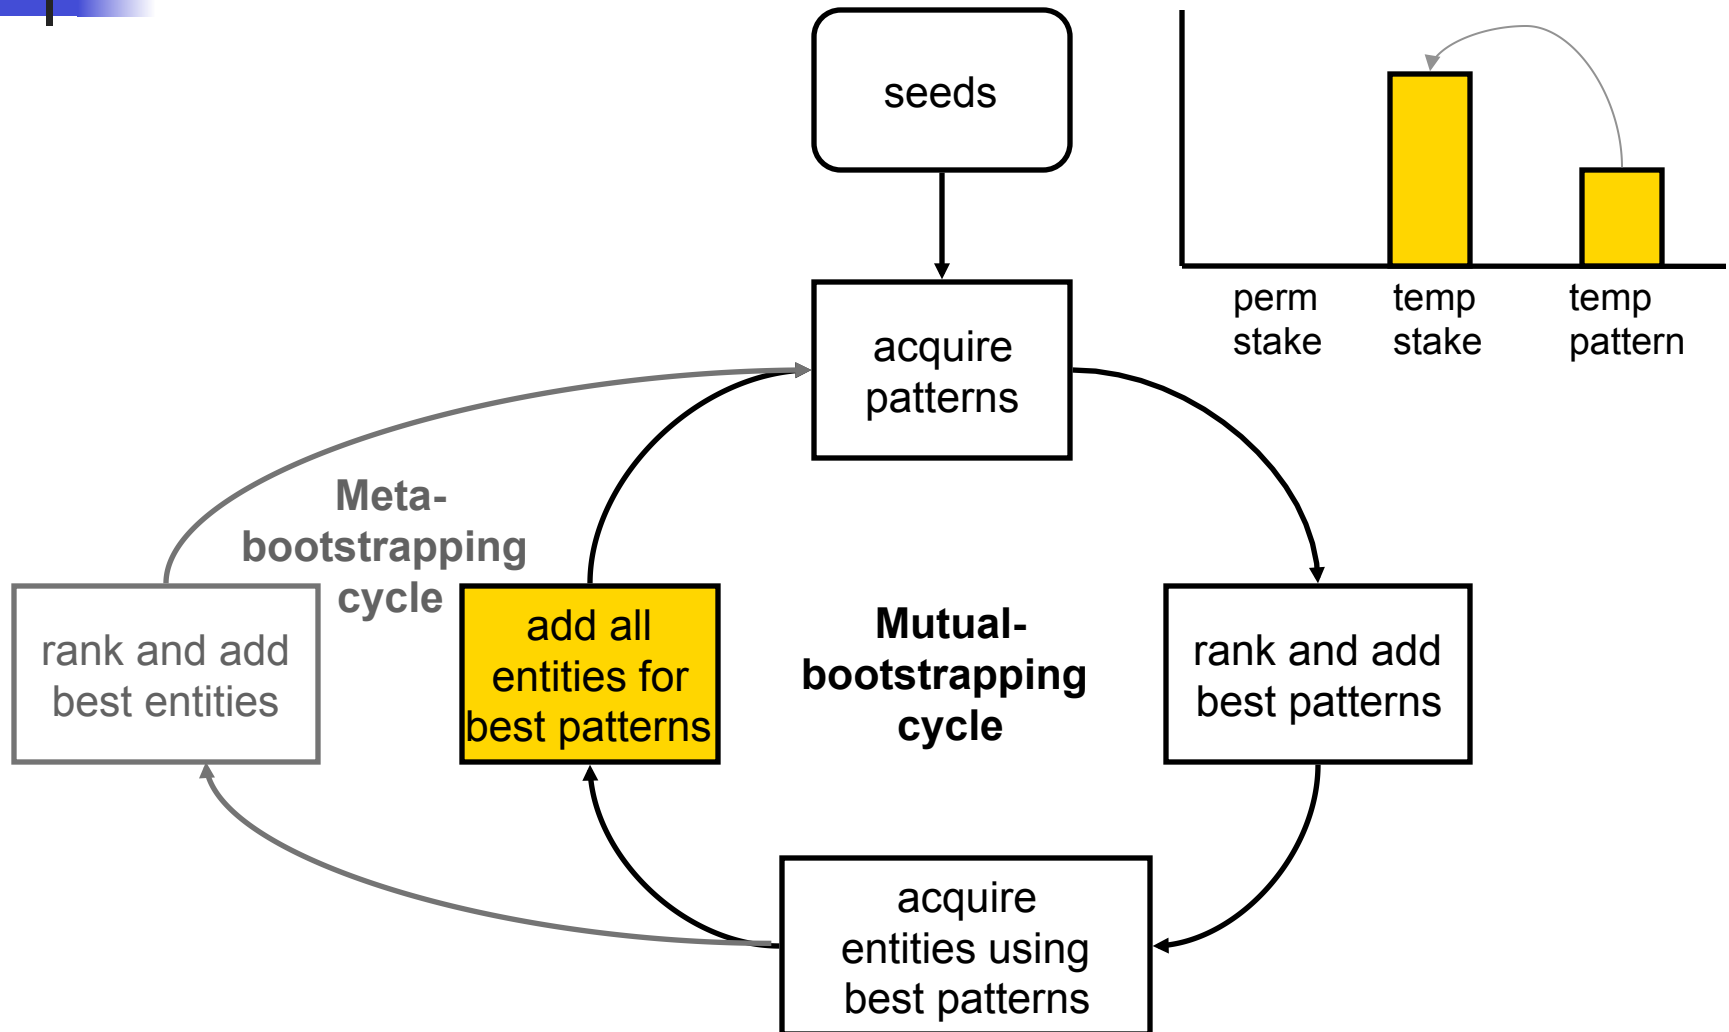 seeds
perm
stake
temp
stake
temp
pattern
acquire
patterns
Meta-
bootstrapping
cycle
rank and add
best entities
add all
entities for
best patterns
Mutual-
bootstrapping
cycle
rank and add
best patterns
acquire
entities using
best patterns